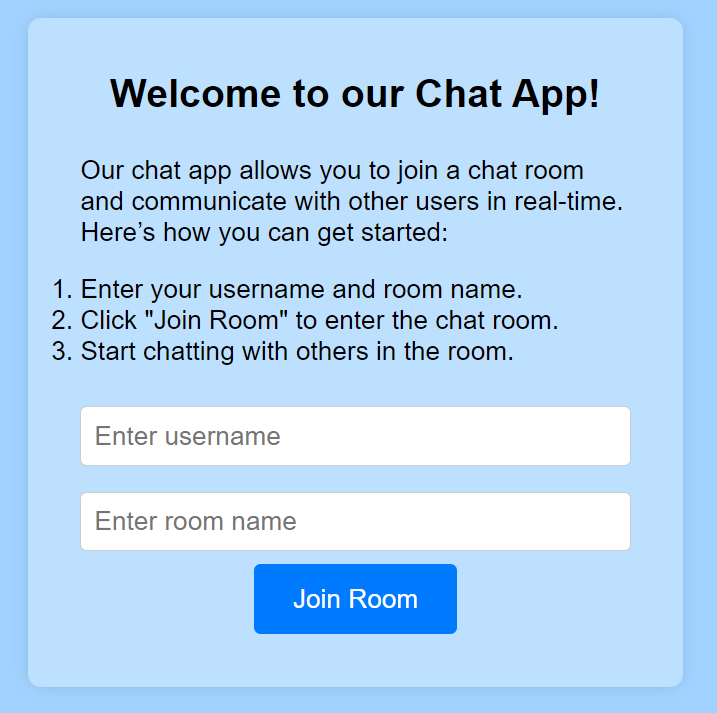 Welcome to our Chat App!
Our chat app allows you to join a chat room
and communicate with other users in real-time.
Here’s how you can get started:
1. Enter your username and room name.
2. Click "Join Room" to enter the chat room.
3. Start chatting with others in the room.
Enter username
Enter room name
Join Room